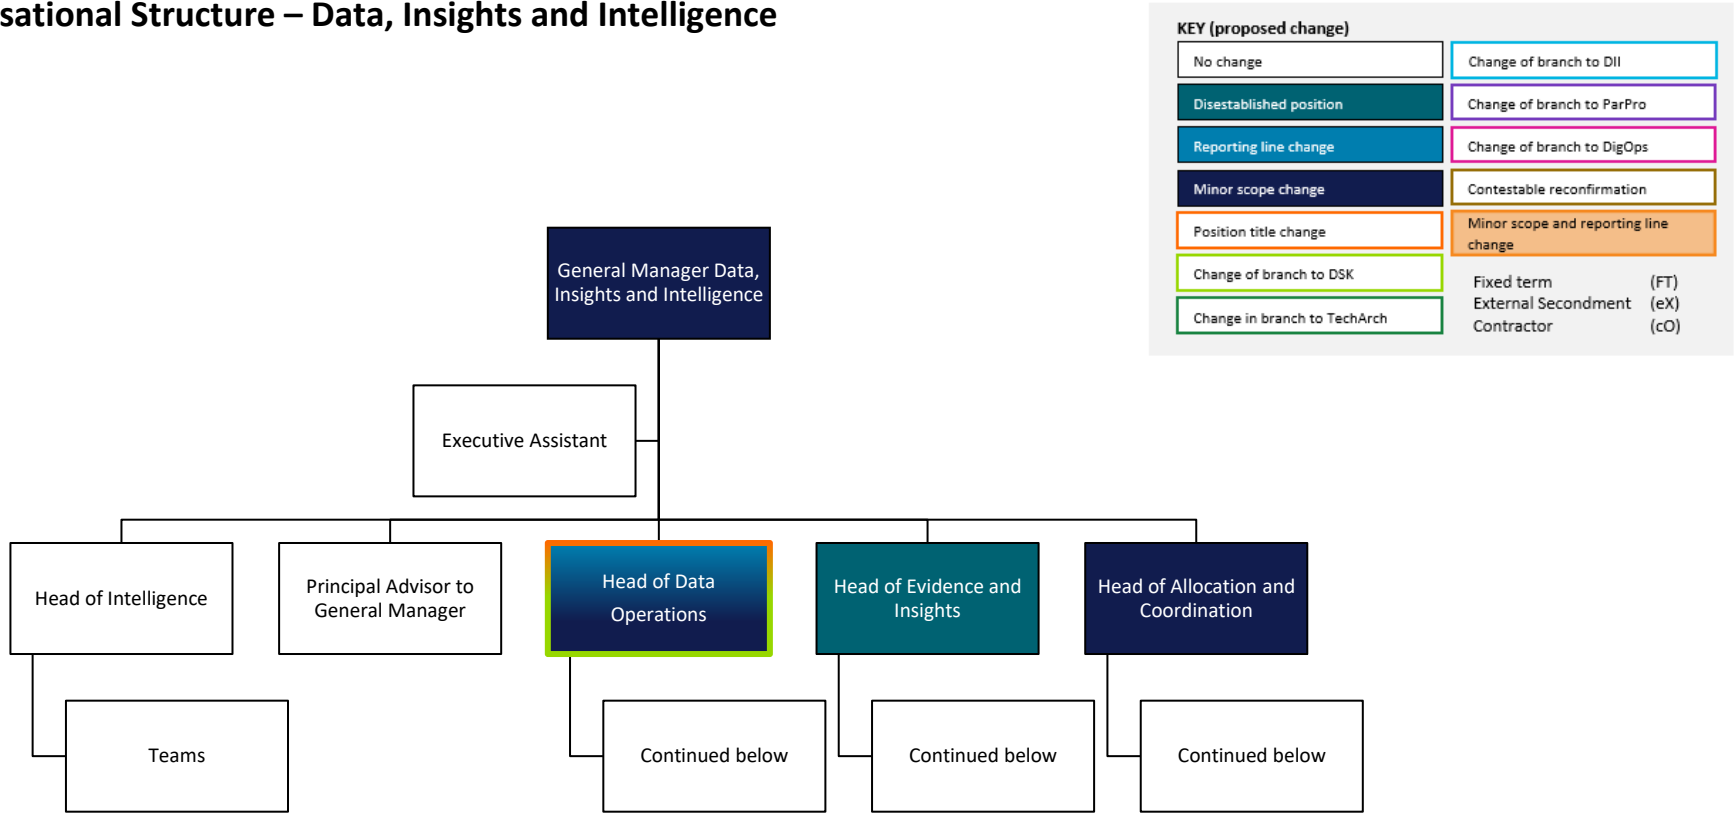 sational Structure – Data, Insights and Intelligence
KEY (proposed change)
No change
Disestablished position
Reporting line change
Minor scope change
Position title change
Change of branch to DSK
Change in branch to TechArch
Change of branch to DII
Change of branch to ParPro
Change of branch to DigOps
Contestable reconfirmation
Minor scope and reporting line
change
Fixed term (FT)
External Secondment (eX)
Contractor (cO)
General Manager Data,
Insights and Intelligence
Executive Assistant
Head of Intelligence
Principal Advisor to
General Manager
Head of Data
Operations
Head of Evidence and
Insights
Head of Allocation and
Coordination
Teams
Continued below
Continued below
Continued below